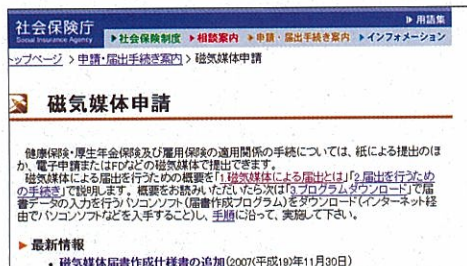 ▶用語集
社会保険庁
Social Insurance Agency
▶社会保険制度 ▶相談案内 ▶申請・届出手続き案内 ▶インフォメーション
トップページ > 申請・届出手続き案内 > 磁気媒体申請
磁気媒体申請
健康保険・厚生年金保険及び雇用保険の適用関係の手続については、紙による提出のほ
か、電子申請またはFDなどの磁気媒体で提出できます。
磁気媒体による届出を行うための概要を「1.磁気媒体による届出とは」「2.届出を行うため
の手続き」で説明します。概要をお読みいただいたら次は「3.プログラムダウンロード」で届
書データの入力を行うパソコンソフト(届書作成プログラム)をダウンロード(インターネット経
由でパソコンソフトなどを入手すること)し、手順に沿って、実施して下さい。
▶最新情報
・磁気媒体届書作成仕様書の追加(2007(平成19)年11月30日)